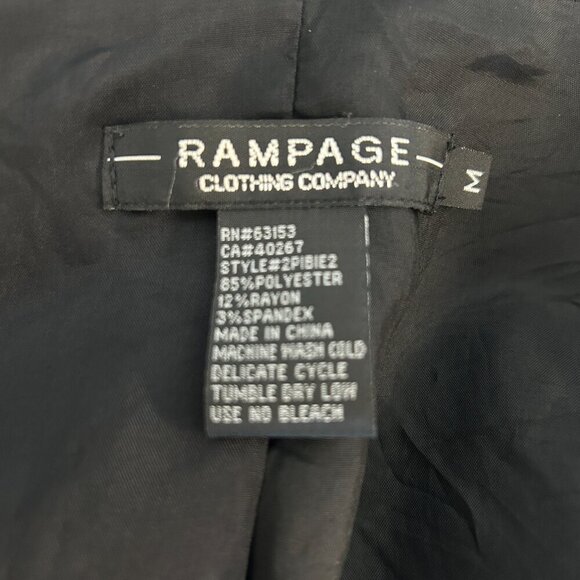 RAMPAGE
CLOTHING COMPANY
M
RN#63153
CA#40267
STYLE#2PIBIE2
85%POLYESTER
12%RAYON
3%SPANDEX
MADE IN CHINA
MACHINE WASH COLD
DELICATE CYCLE
TUMBLE DRY LOW
USE NO BLEACH